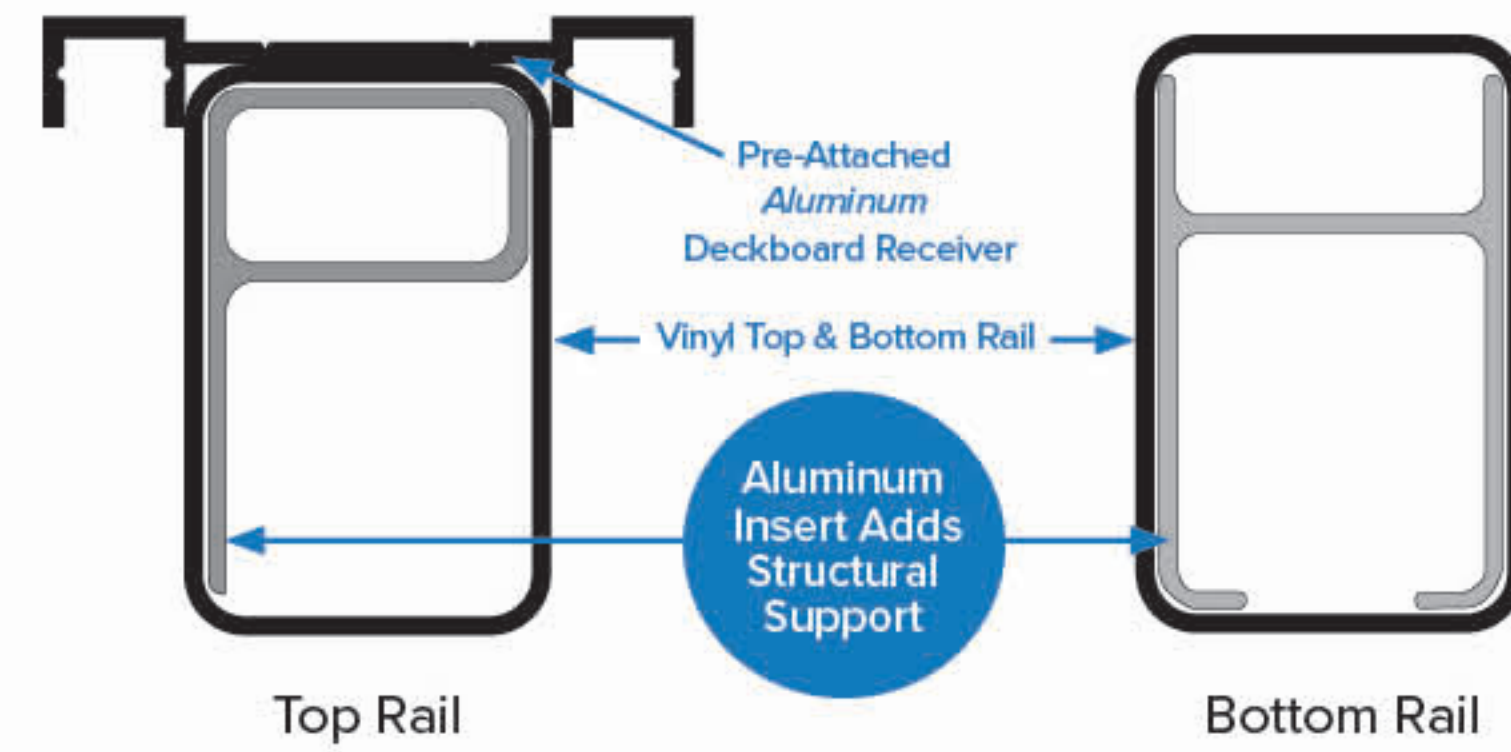 Pre-Attached
Aluminum
Deckboard Receiver
Vinyl Top & Bottom Rail
Aluminum
Insert Adds
Structural
Support
Top Rail
Bottom Rail